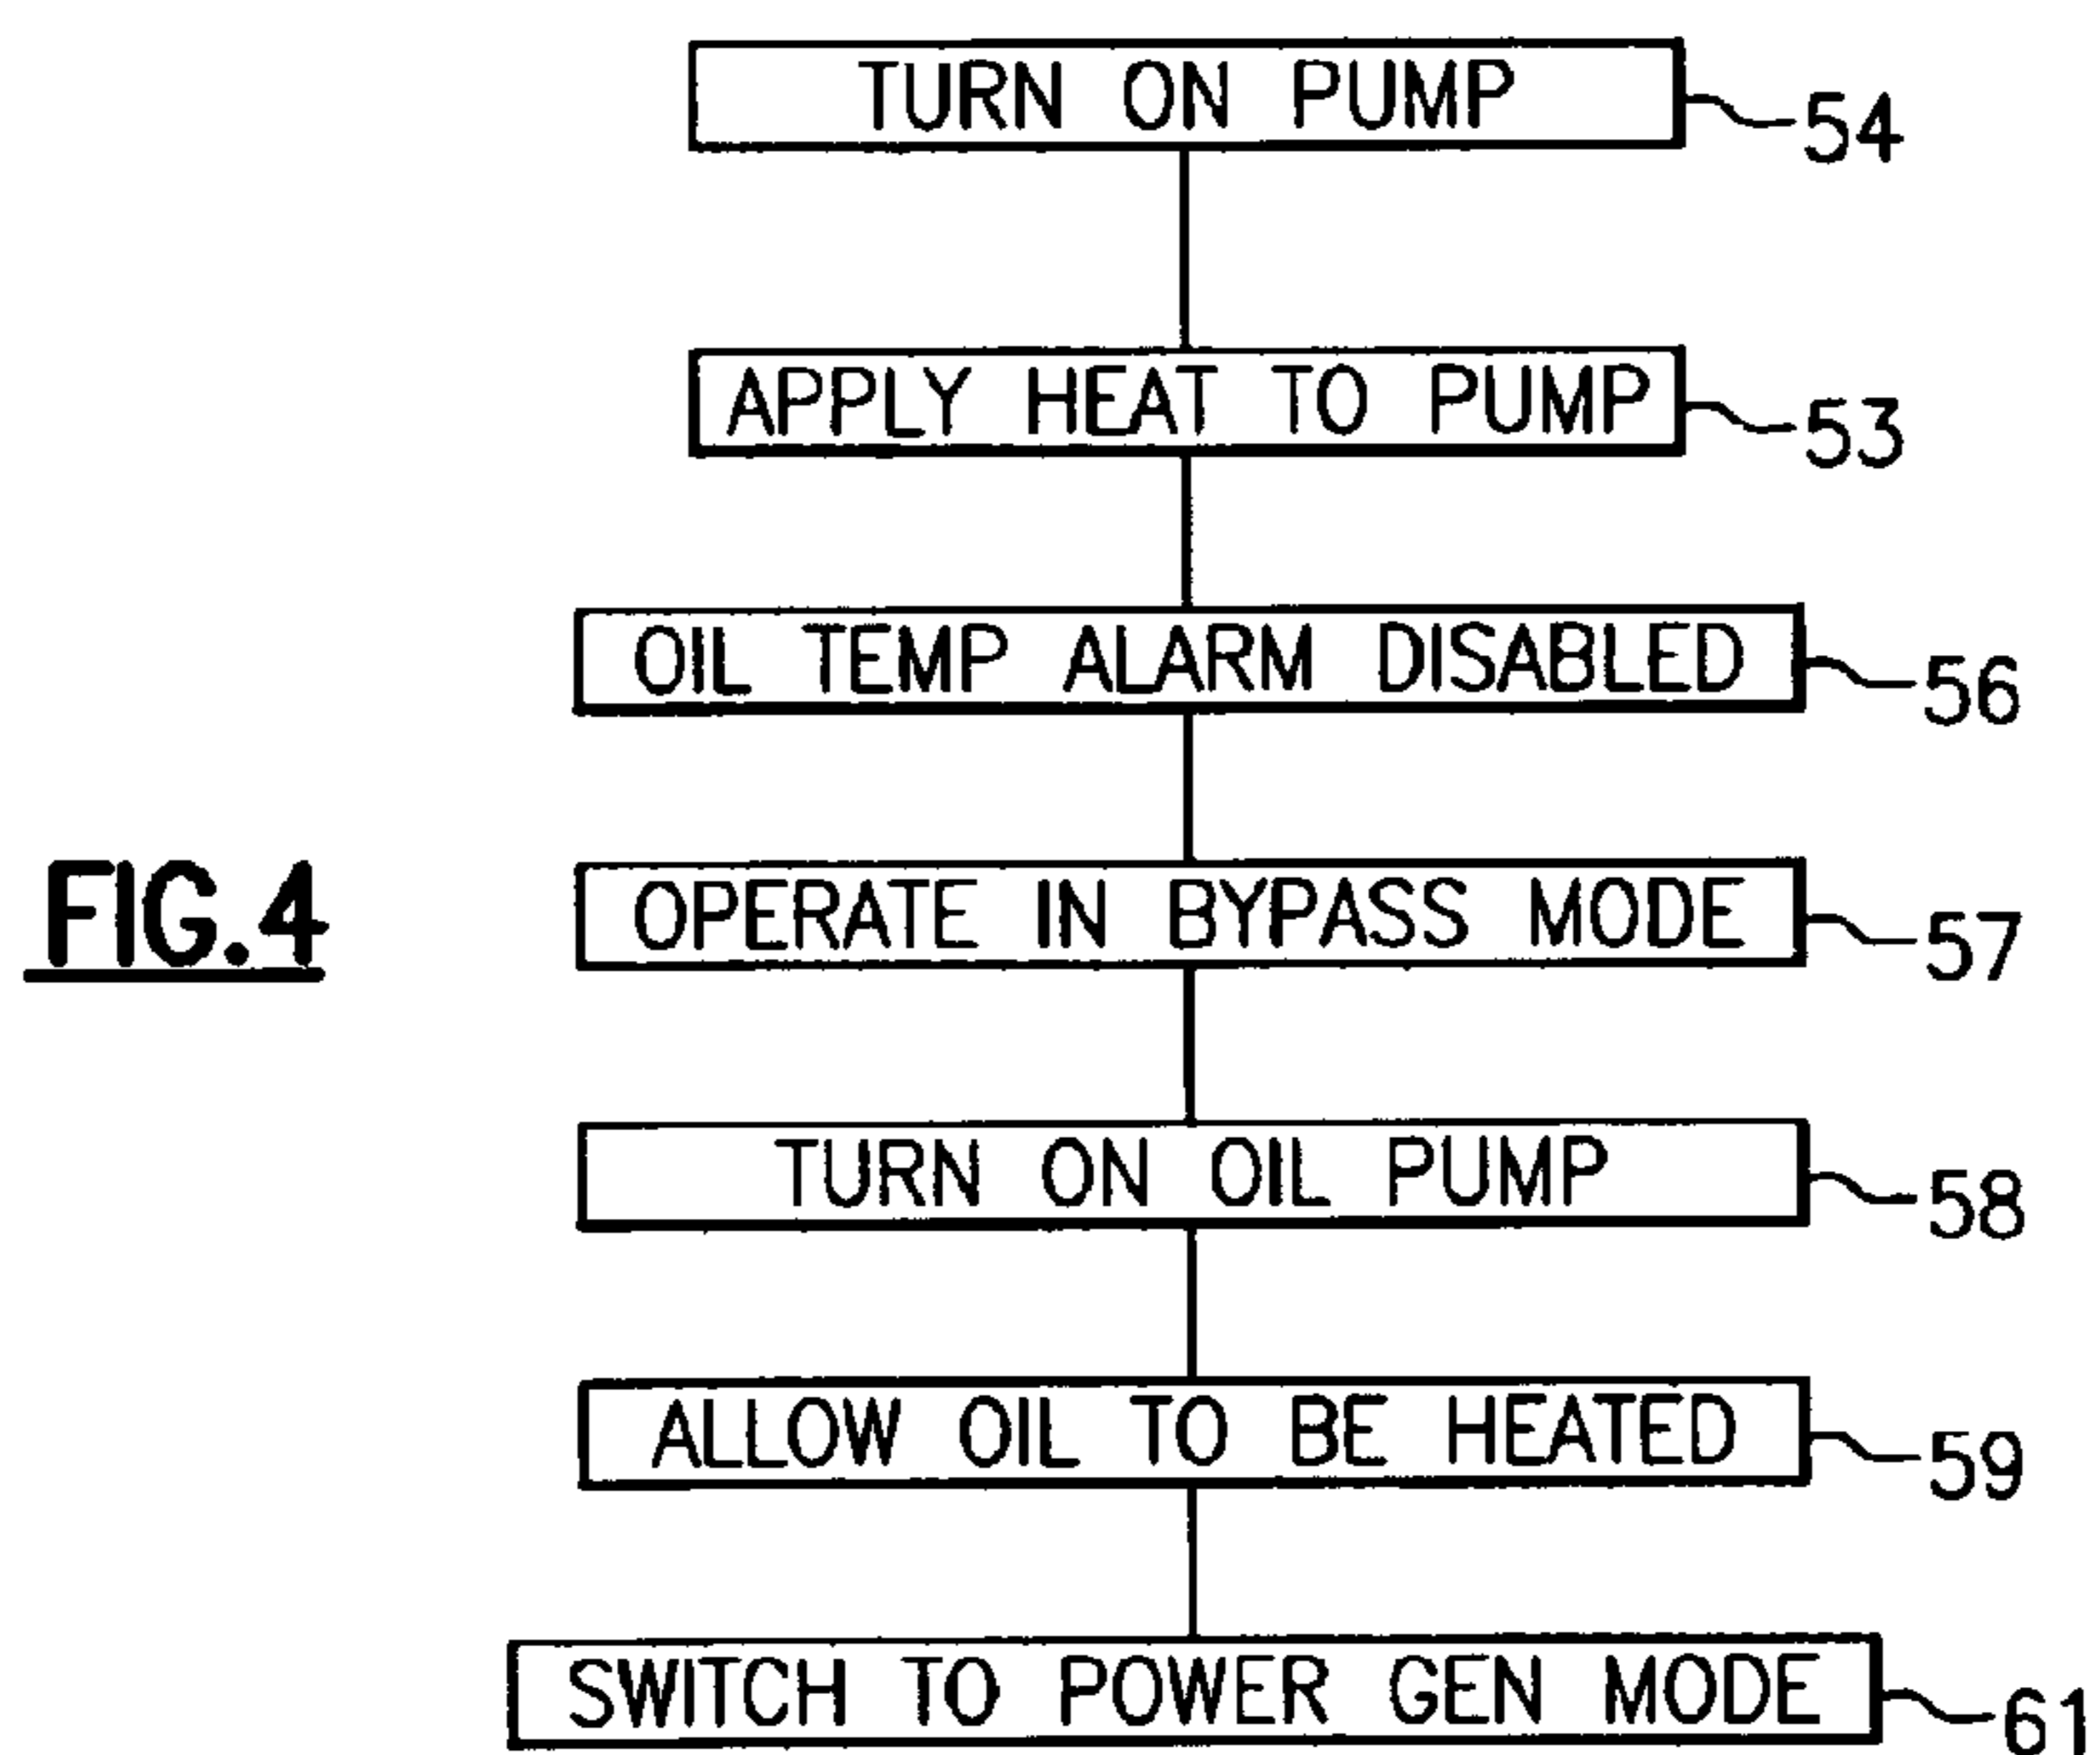 TURN ON PUMP 54
APPLY HEAT TO PUMP 53
OIL TEMP ALARM DISABLED 56
FIG.4
OPERATE IN BYPASS MODE 57
TURN ON OIL PUMP 58
ALLOW OIL TO BE HEATED 59
SWITCH TO POWER GEN MODE 61